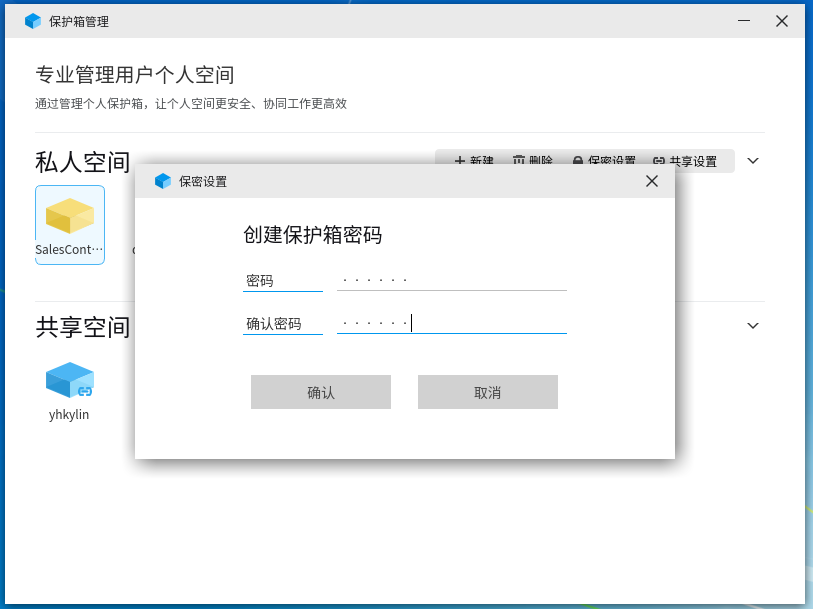 保护箱管理
专业管理用户个人空间
通过管理个人保护箱，让个人空间更安全、协同工作更高效
私人空间
新建 删除 保密设置 共享设置
SalesCont···
保密设置
创建保护箱密码
密码 ······
确认密码 ······
确认 取消
共享空间
yhkylin